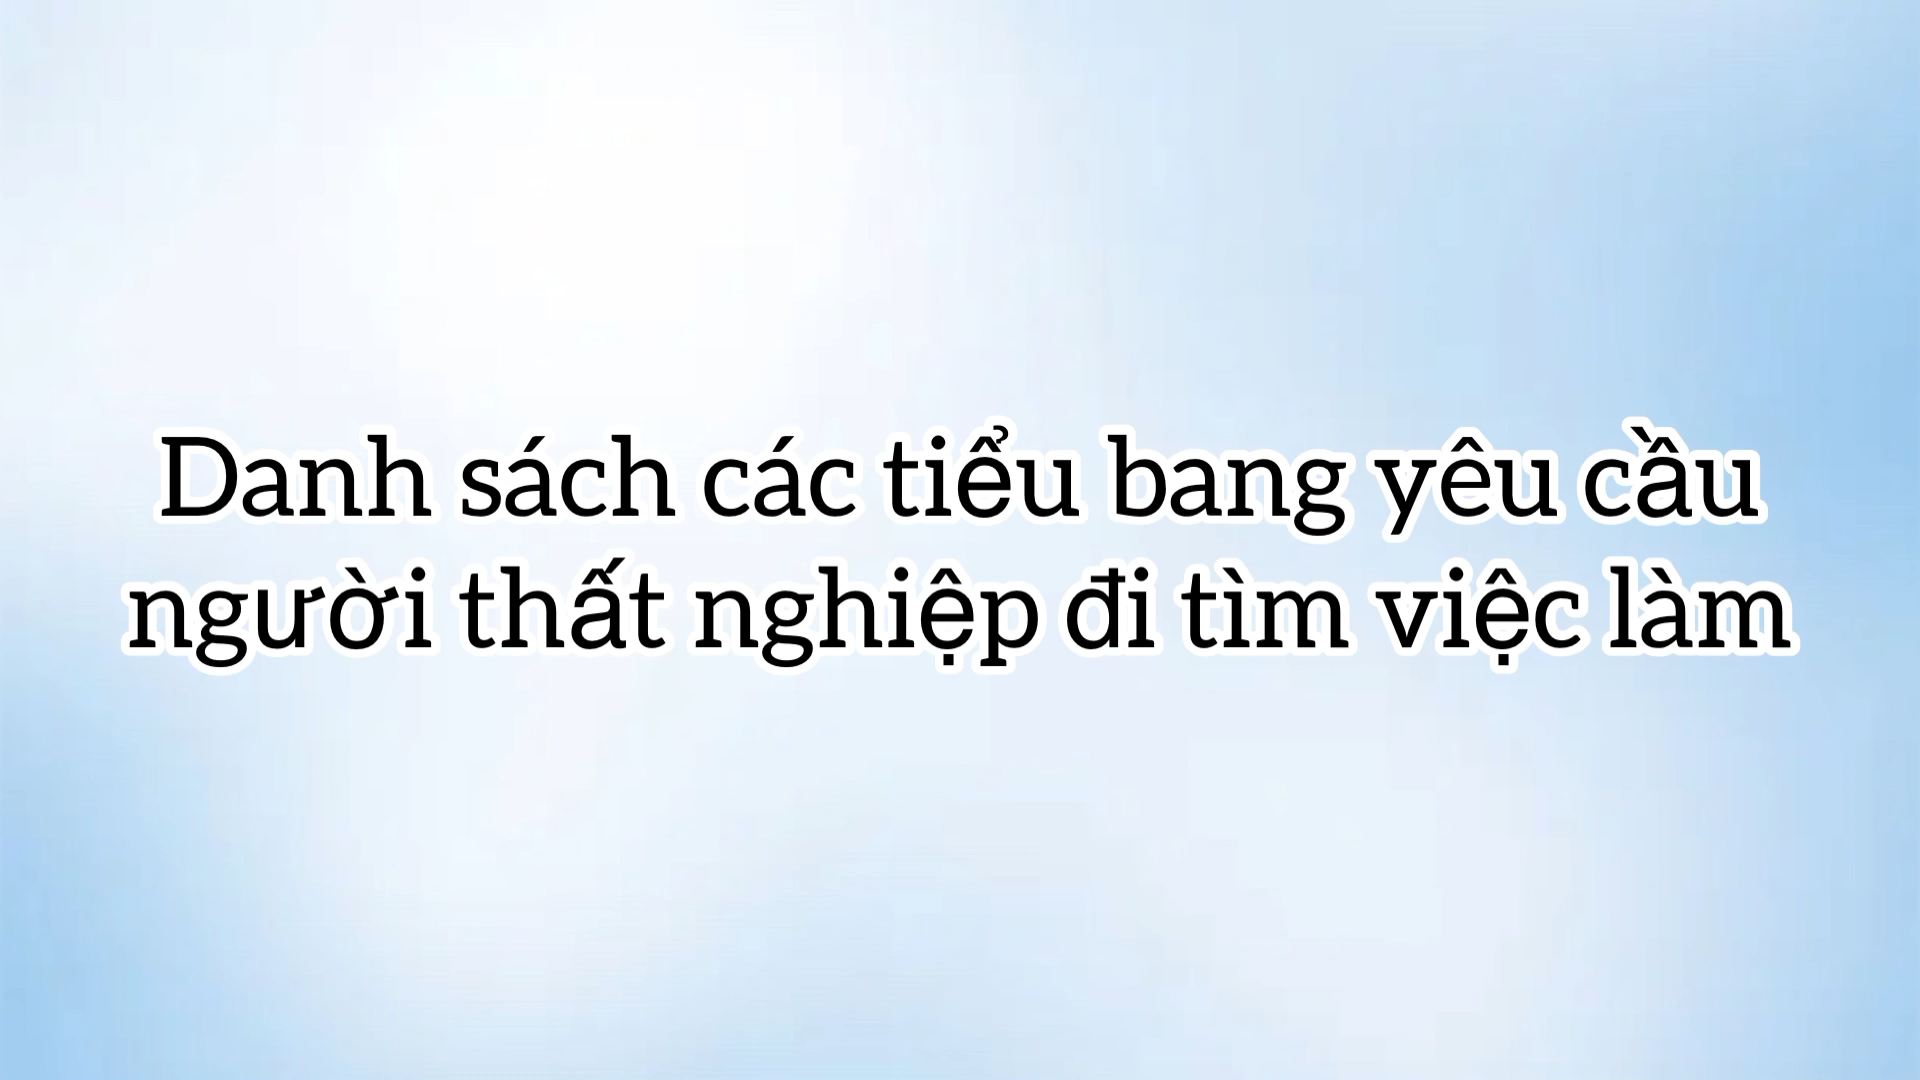 Danh sách các tiểu bang yêu cầu
người thất nghiệp đi tìm việc làm